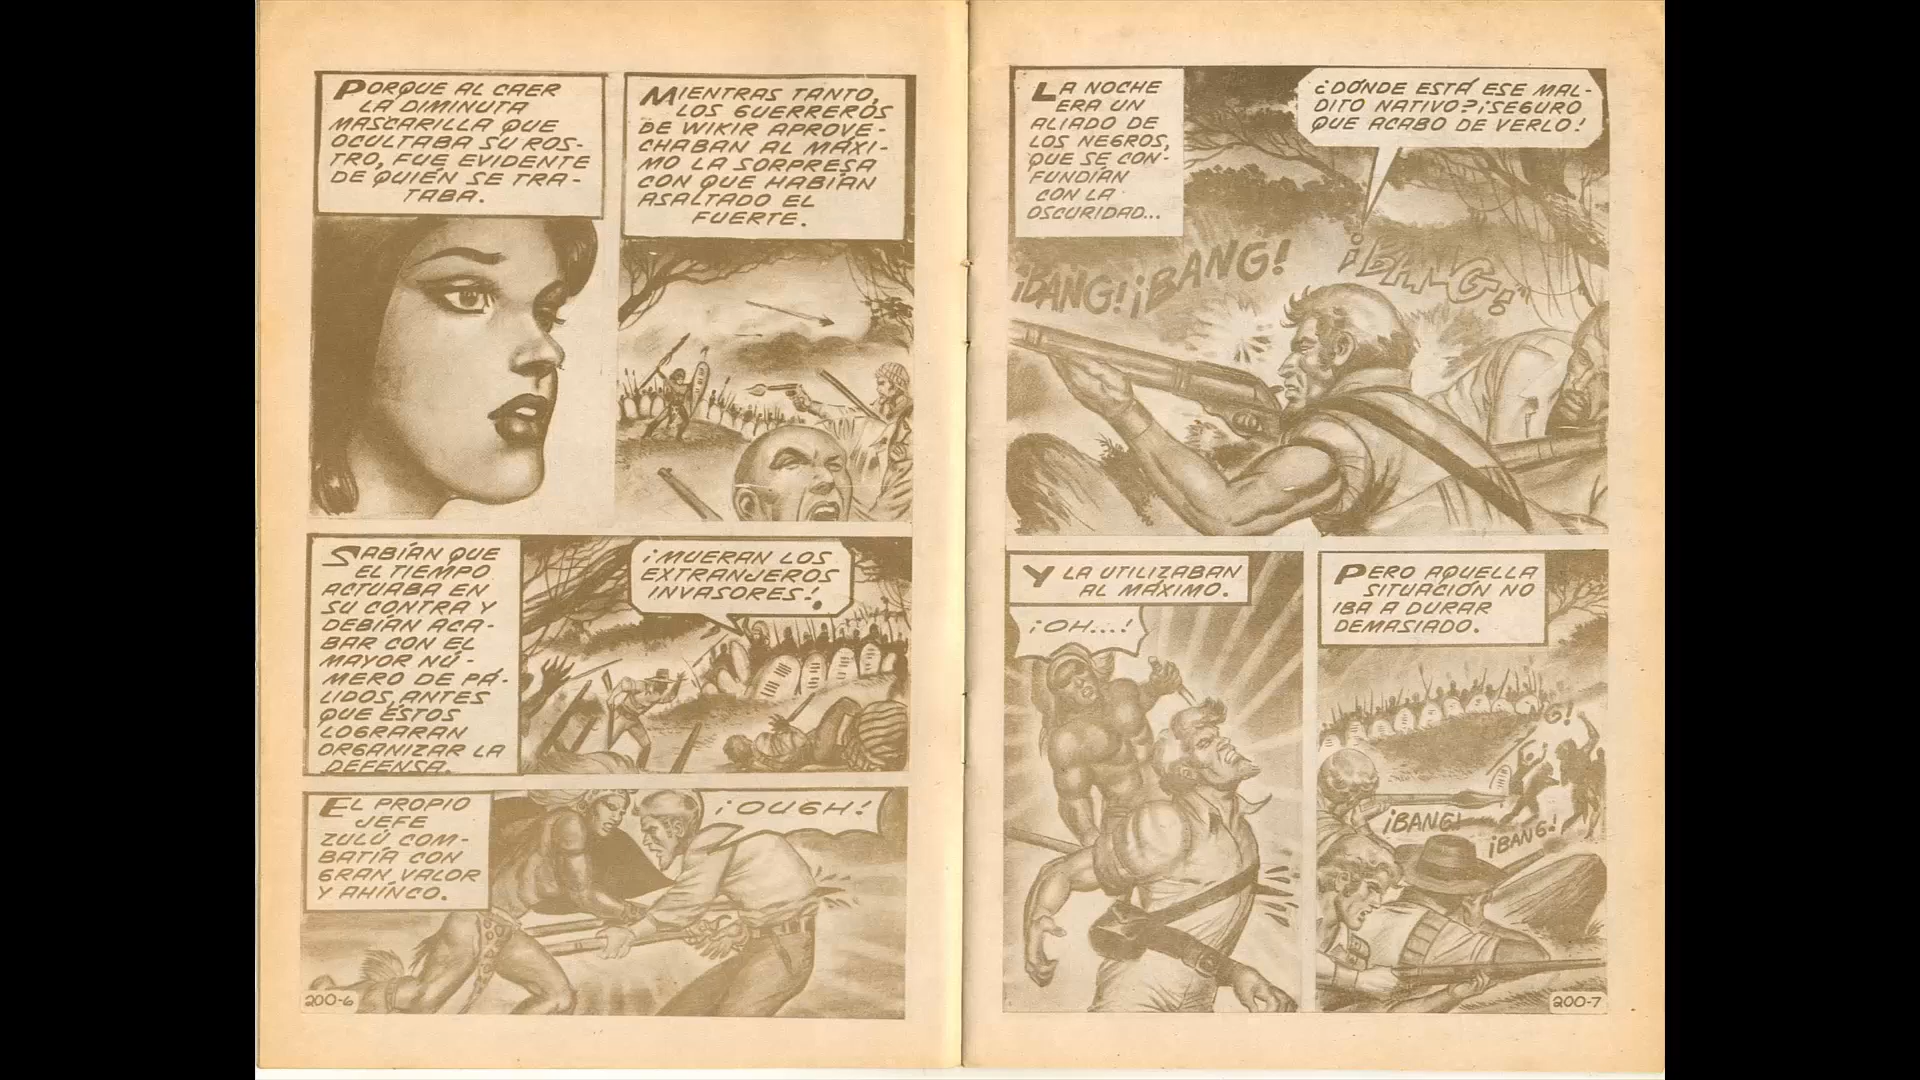 PORQUE AL CAER
LA DIMINUTA
MASCARILLA QUE
OCULTABA SU ROS-
TRO, FUE EVIDENTE
DE QUIÉN SE TRA-
TABA.
MIENTRAS TANTO,
LOS GUERREROS
DE WIKIR APROVE-
CHABAN AL MÁXI-
MO LA SORPRESA
CON QUE HABÍAN
ASALTADO EL
FUERTE.
SABÍAN QUE
EL TIEMPO
ACTUABA EN
SU CONTRA Y
DEBÍAN ACA-
BAR CON EL
MAYOR NÚ-
MERO DE PÁ-
LIDOS, ANTES
QUE ÉSTOS
LOGRARAN
ORGANIZAR LA
DEFENSA.
¡MUERAN LOS
EXTRANJEROS
INVASORES!
EL PROPIO
JEFE
ZULÚ COM-
BATÍA CON
GRAN VALOR
Y AHÍNCO.
¡OUGH!
200-6
LA NOCHE
ERA UN
ALIADO DE
LOS NEGROS,
QUE SE CON-
FUNDÍAN
CON LA
OSCURIDAD...
¿DÓNDE ESTÁ ESE MAL-
DITO NATIVO? ¡SEGURO
QUE ACABO DE VERLO!
¡BANG! ¡BANG!
¡BANG!
Y LA UTILIZABAN
AL MÁXIMO.
¡OH...!
PERO AQUELLA
SITUACIÓN NO
IBA A DURAR
DEMASIADO.
G!
¡BANG!
¡BANG!
200-7